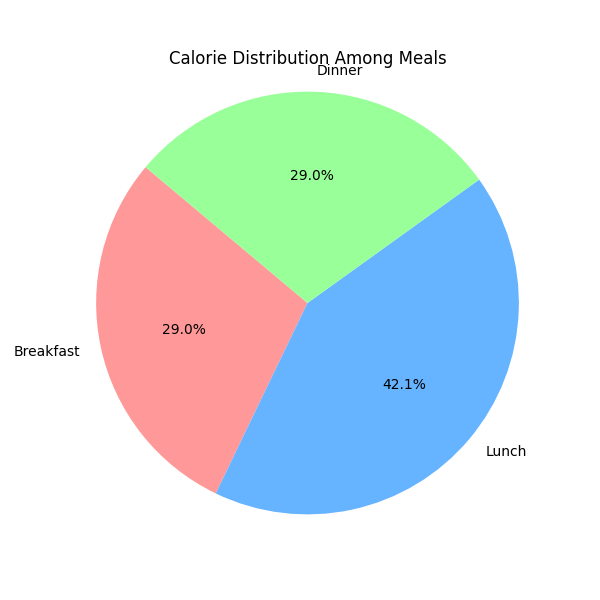 Calorie Distribution Among Meals
Dinner
29.0%
29.0%
Breakfast
42.1%
Lunch